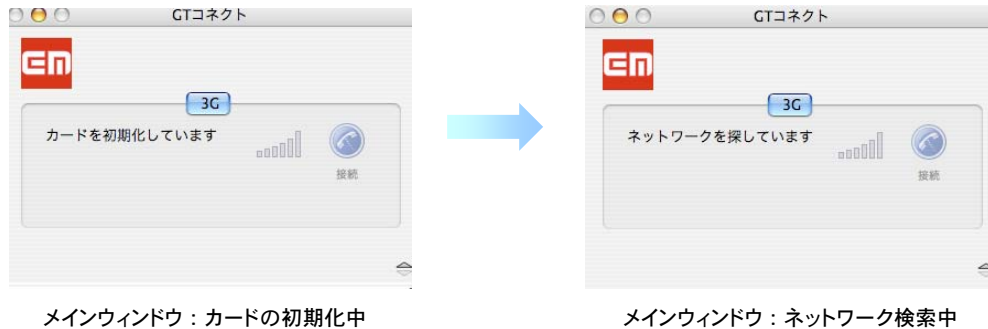 GTコネクト
EM
3G
カードを初期化しています
接続
メインウィンドウ：カードの初期化中
GTコネクト
EM
3G
ネットワークを探しています
接続
メインウィンドウ：ネットワーク検索中